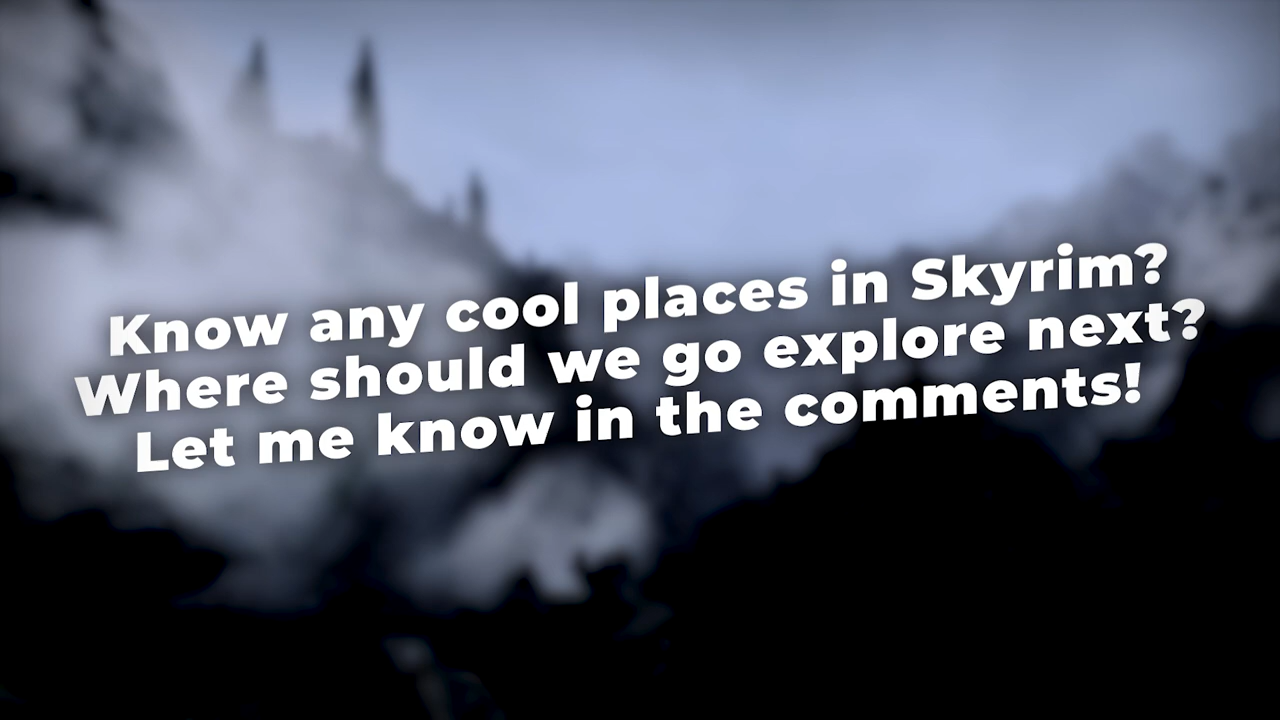 Know any cool places in Skyrim?
Where should we go explore next?
Let me know in the comments!